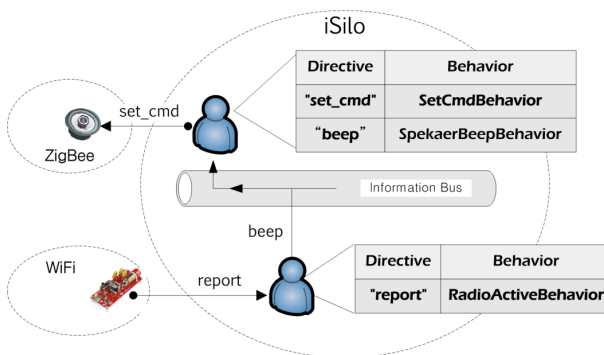 iSilo
Directive Behavior
"set_cmd" SetCmdBehavior
“beep” SpekaerBeepBehavior
set_cmd
ZigBee
Information Bus
beep
WiFi
report
Directive Behavior
"report" RadioActiveBehavior